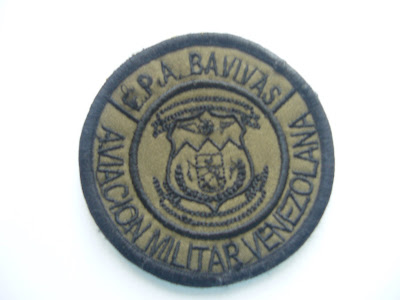 E.P.A. BAVIVAS
AVIACION MILITAR VENEZOLANA